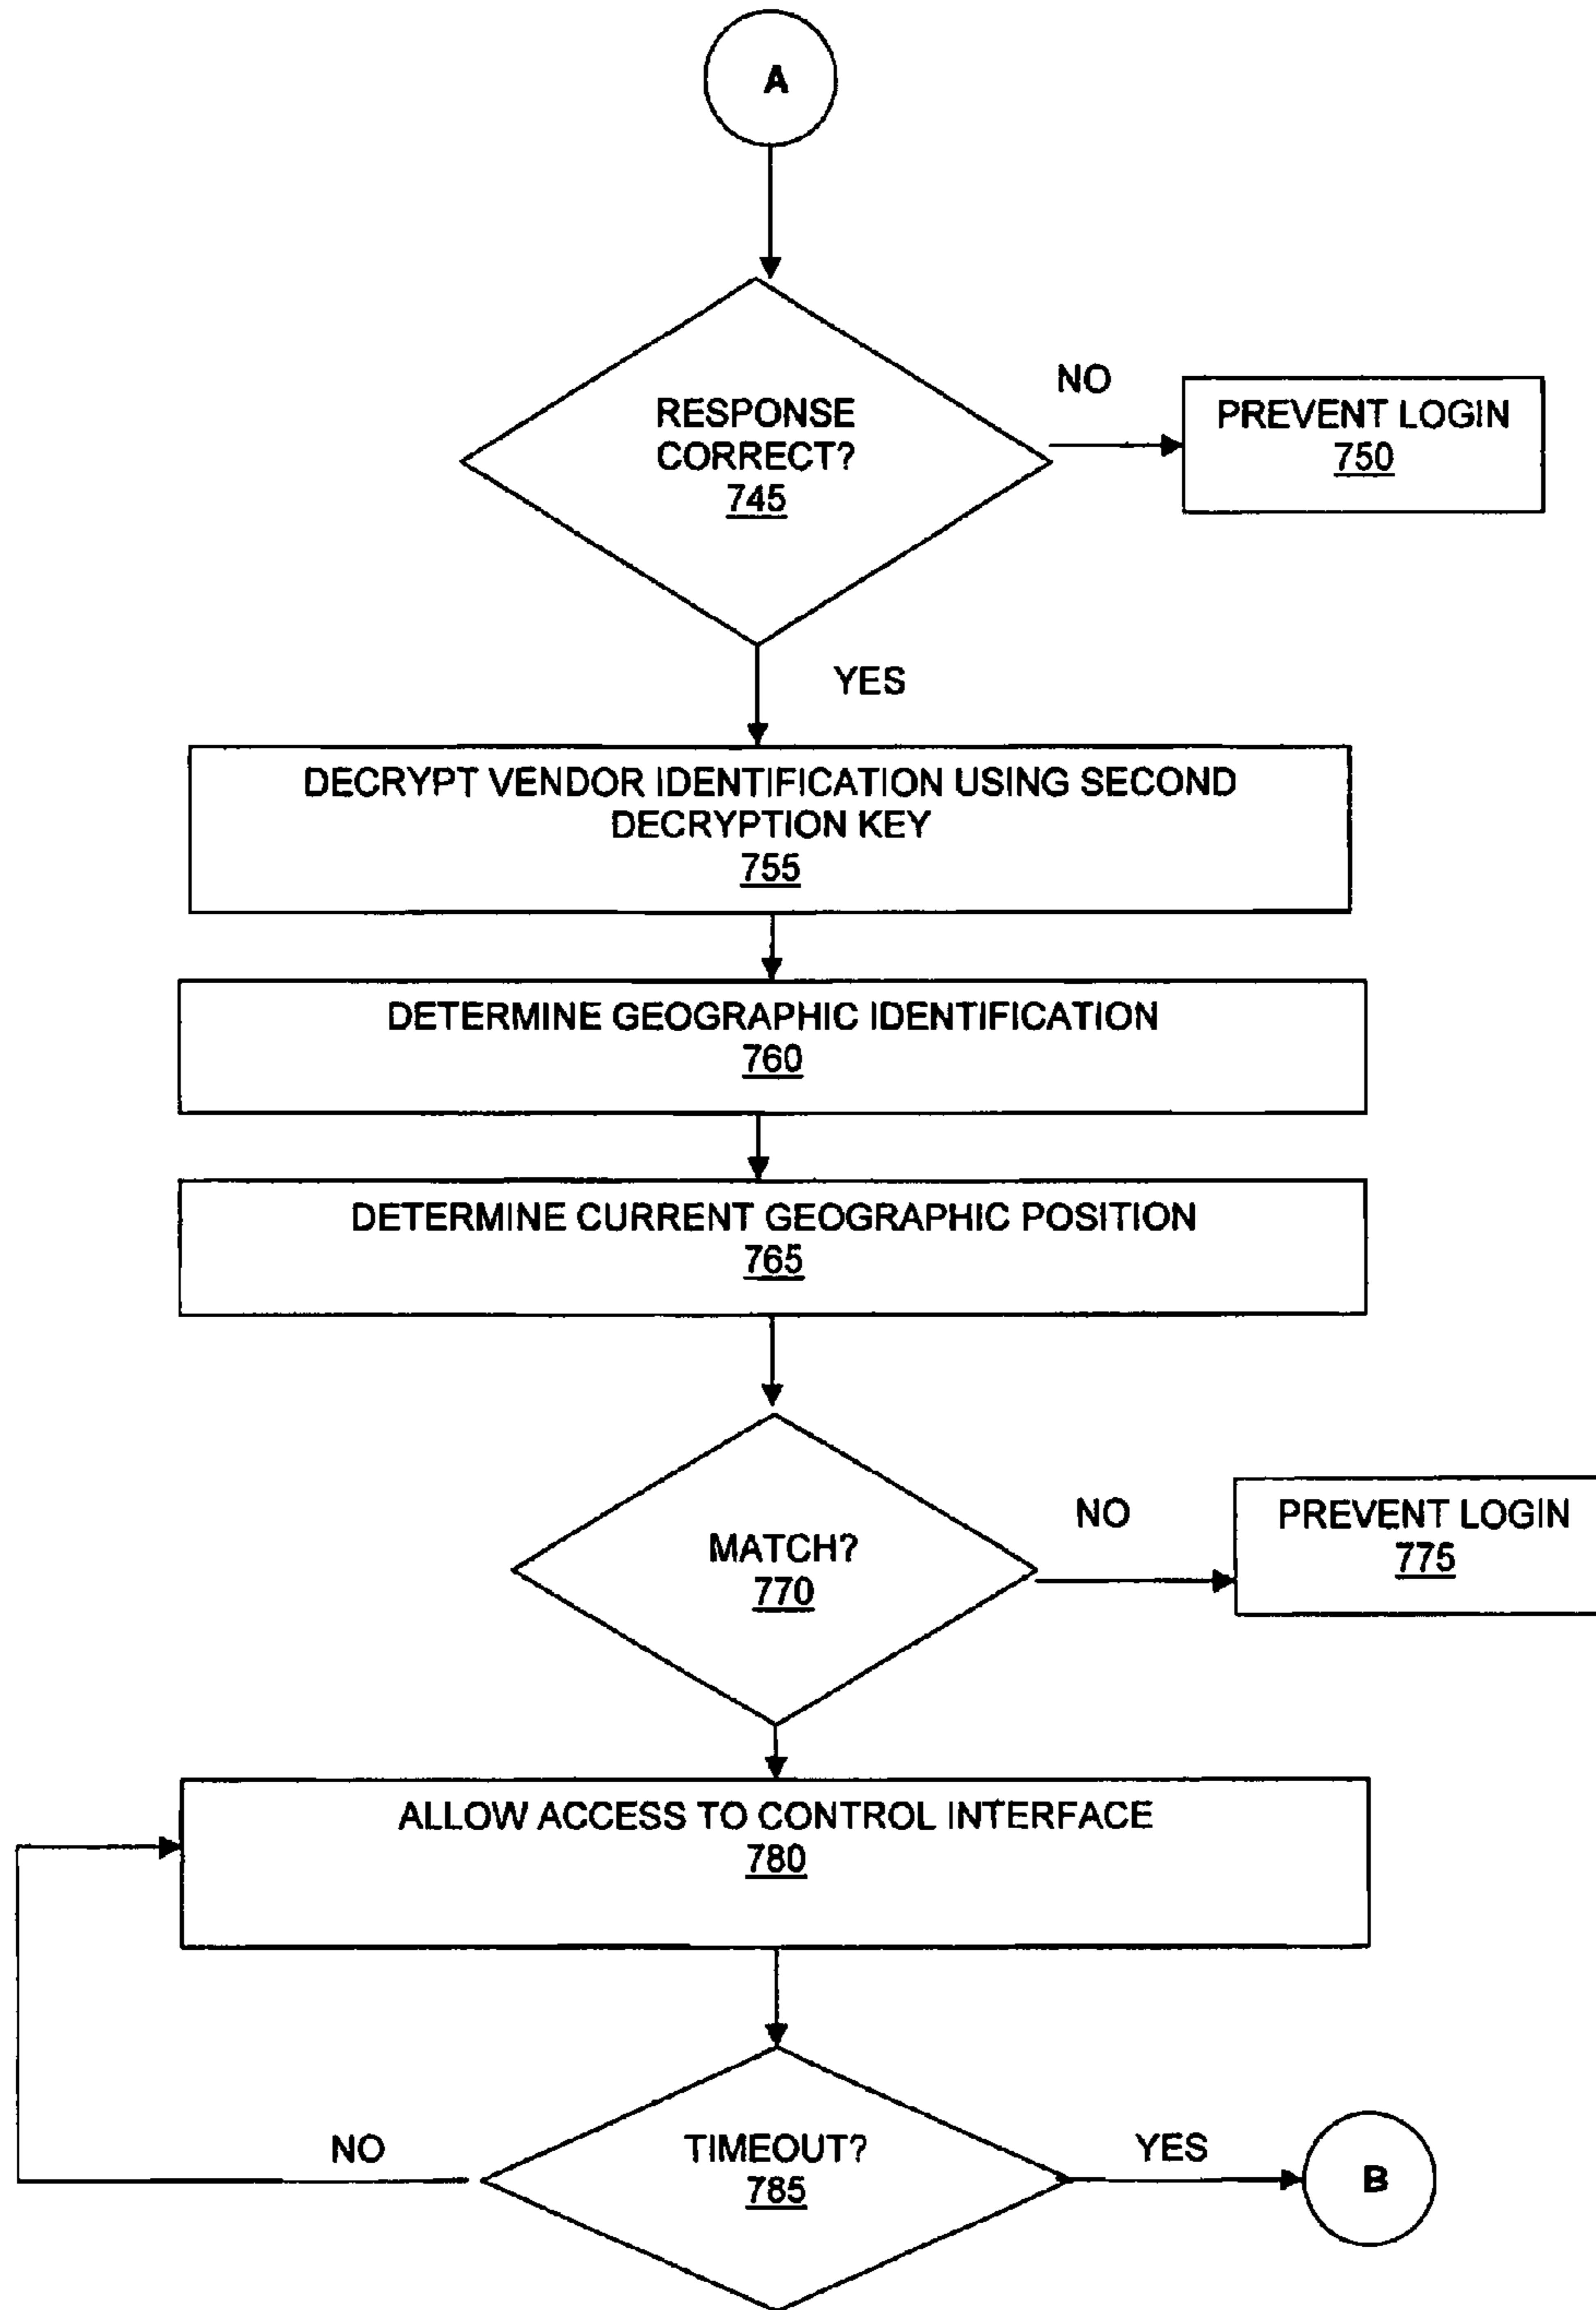 A
RESPONSE
CORRECT?
745
NO
PREVENT LOGIN
750
YES
DECRYPT VENDOR IDENTIFICATION USING SECOND
DECRYPTION KEY
755
DETERMINE GEOGRAPHIC IDENTIFICATION
760
DETERMINE CURRENT GEOGRAPHIC POSITION
765
MATCH?
770
NO
PREVENT LOGIN
775
ALLOW ACCESS TO CONTROL INTERFACE
780
NO
TIMEOUT?
785
YES
B